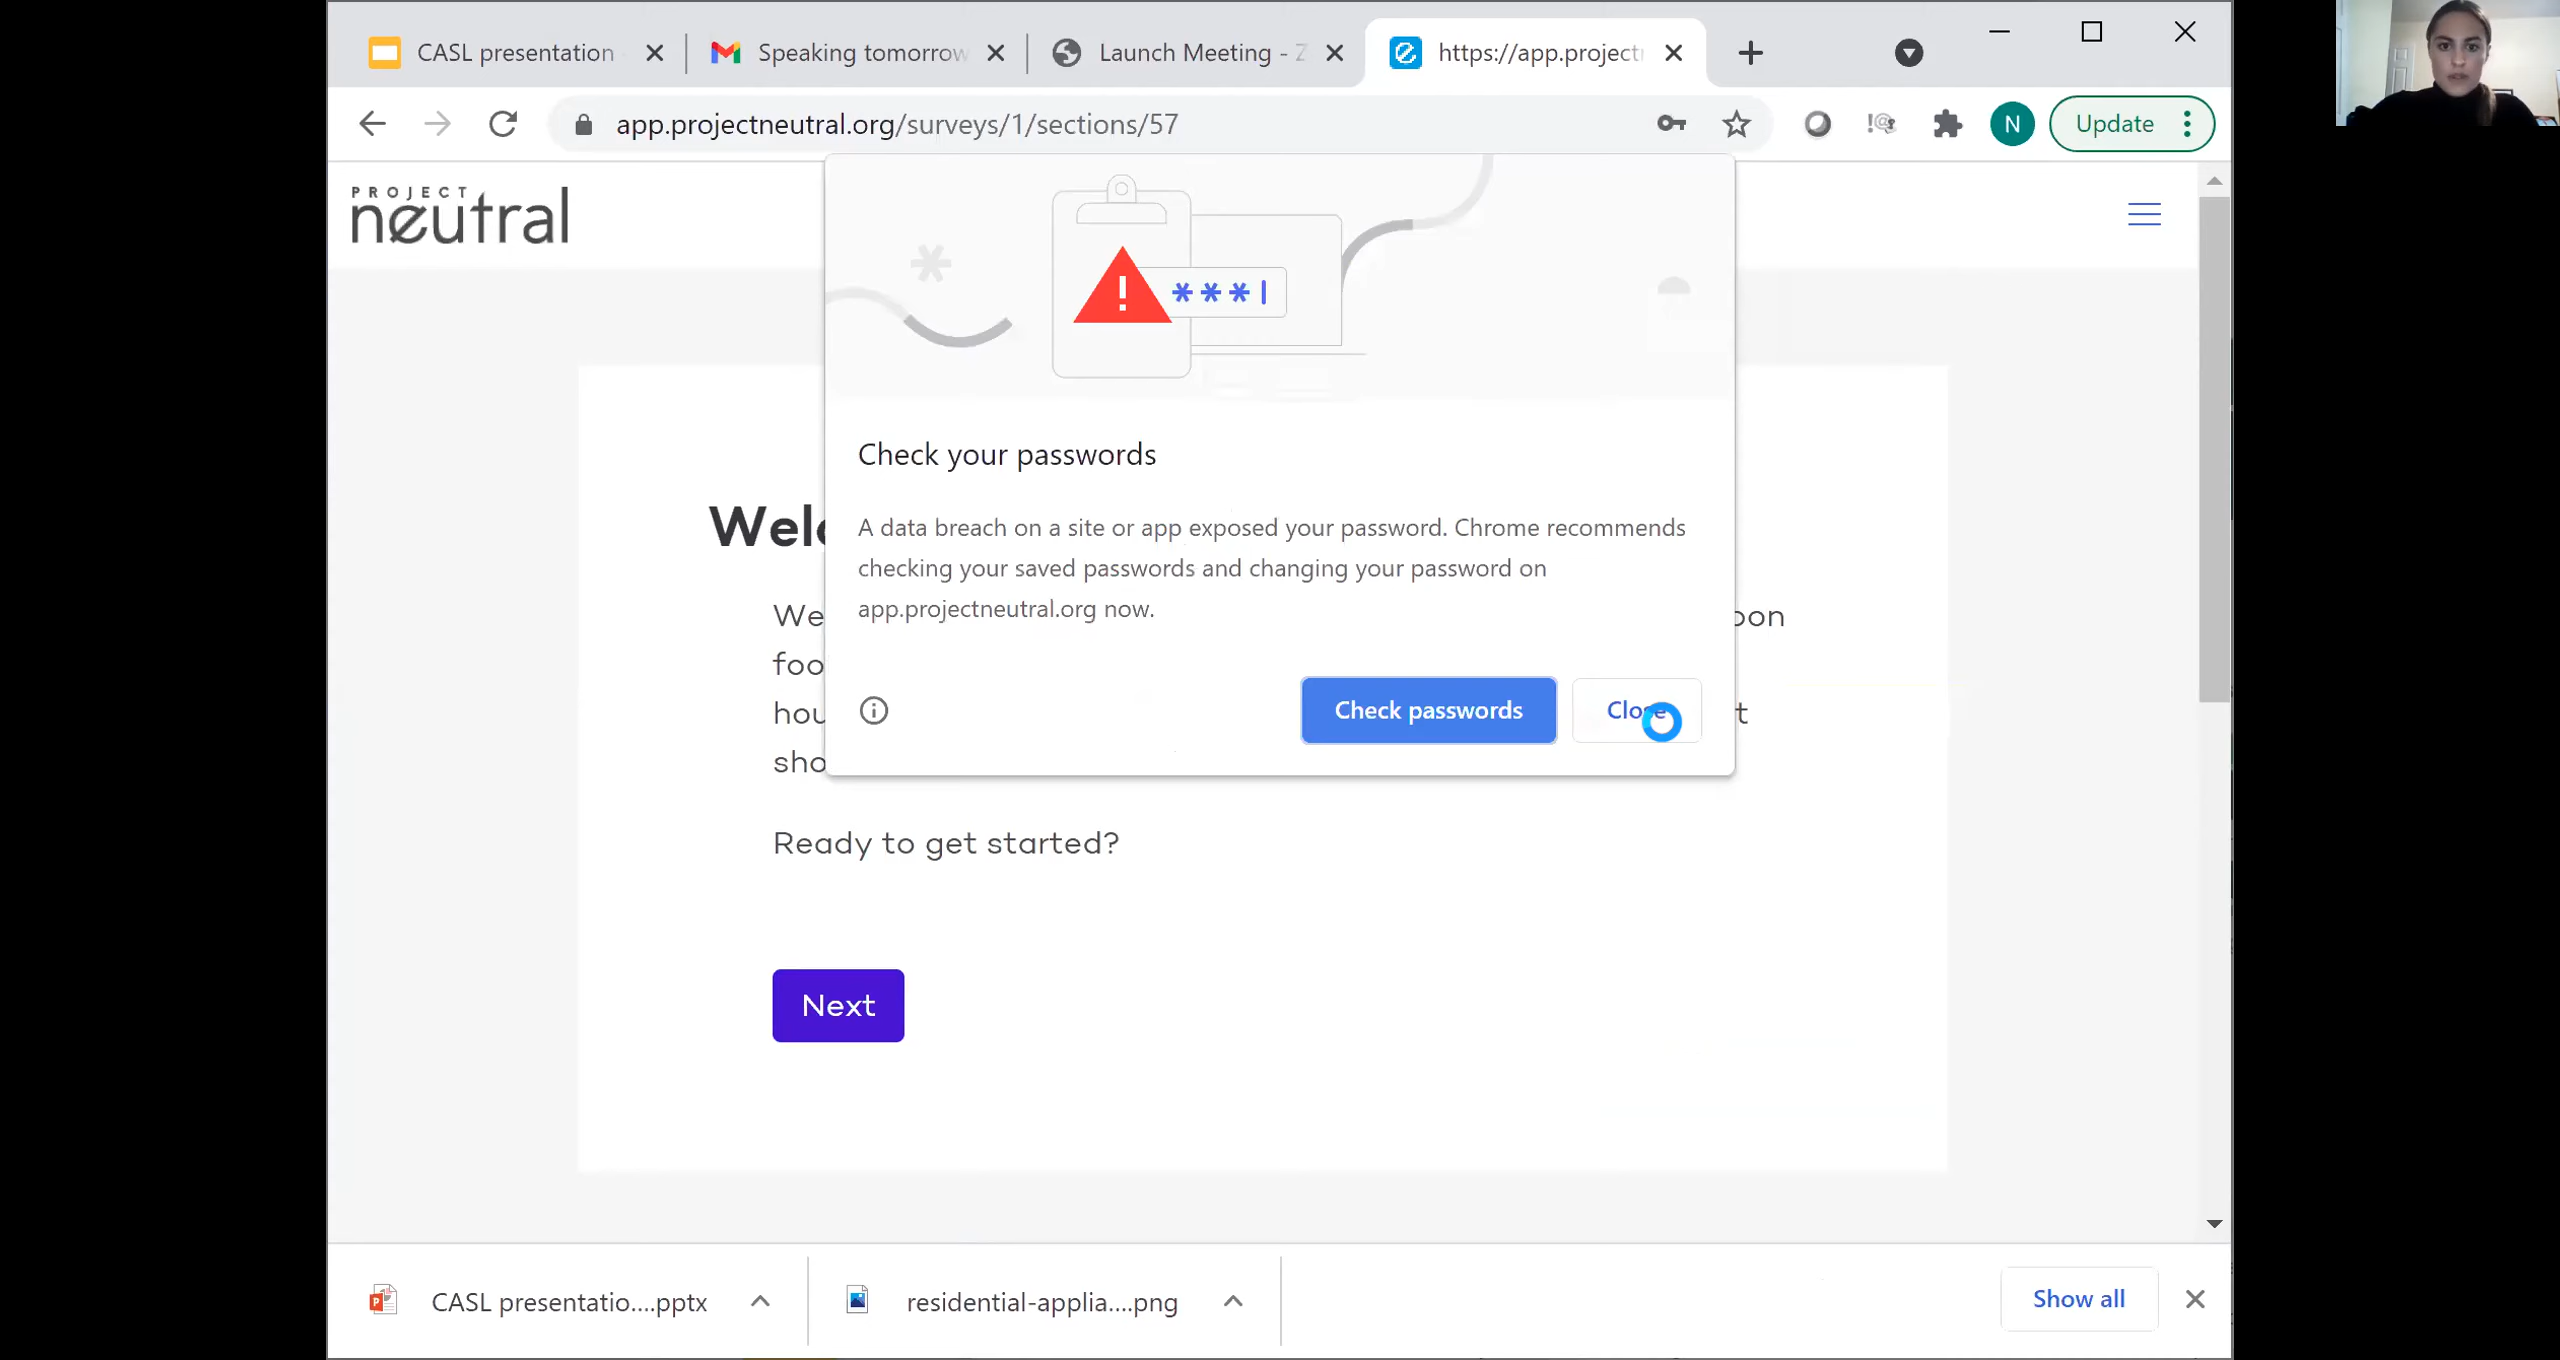 CASL presentation
Speaking tomorrow
Launch Meeting - Z
https://app.project
app.projectneutral.org/surveys/1/sections/57
!@
N
Update
PROJECT
neutral
***|
Check your passwords
A data breach on a site or app exposed your password. Chrome recommends
checking your saved passwords and changing your password on
app.projectneutral.org now.
Check passwords
Close
Welc
We
oon
foo
hou
t
sho
Ready to get started?
Next
CASL presentatio....pptx
residential-applia....png
Show all